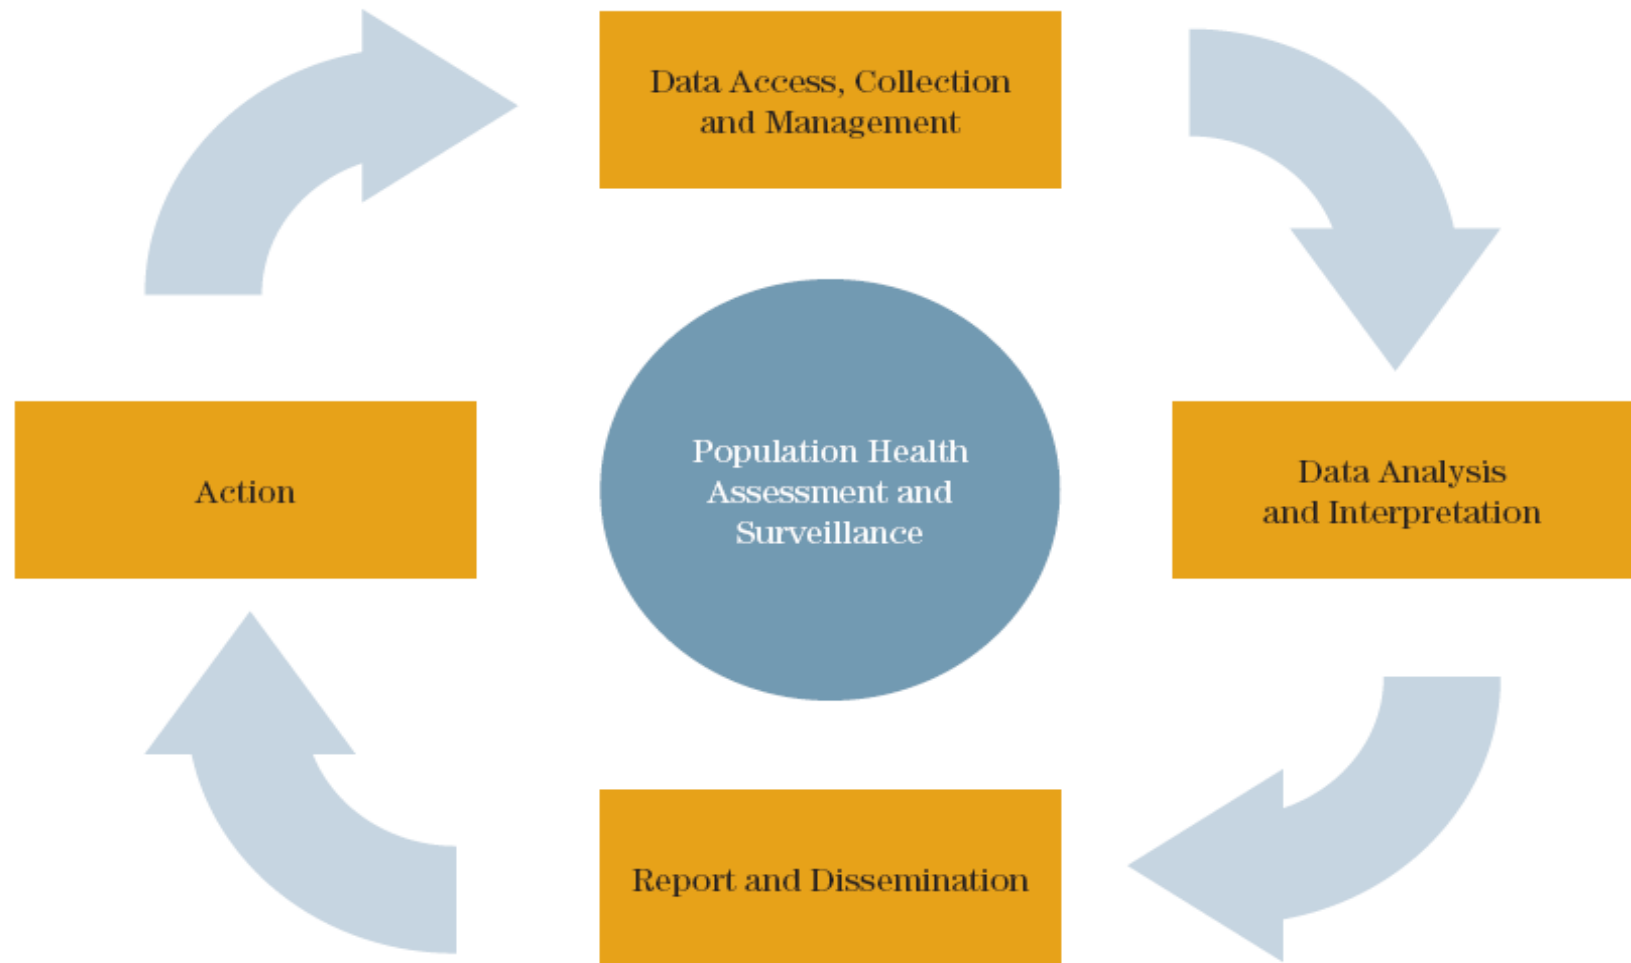 Data Access, Collection
and Management
Action
Population Health
Assessment and
Surveillance
Data Analysis
and Interpretation
Report and Dissemination